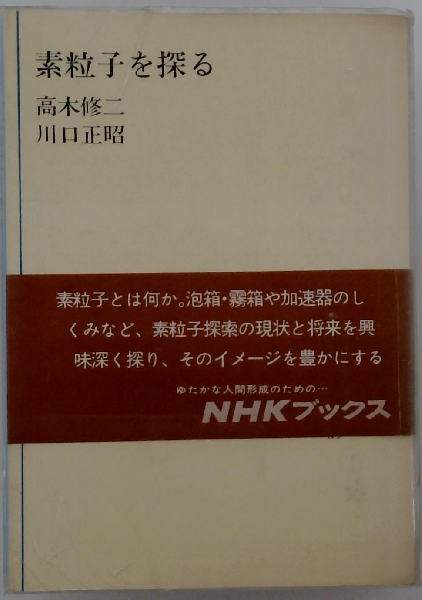 素粒子を探る
高木修二
川口正昭
素粒子とは何か。泡箱・霧箱や加速器のし
くみなど、素粒子探索の現状と将来を興
味深く探り、そのイメージを豊かにする
ゆたかな人間形成のための…
NHKブックス